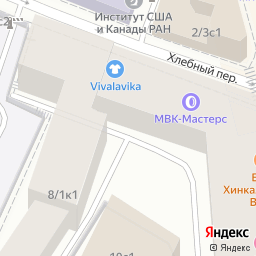 Институт США
и Канады РАН
2/3с1
Хлебный пер.
Vivalavika
МВК-Мастерс
8/1к1
Хинка
Яндекс